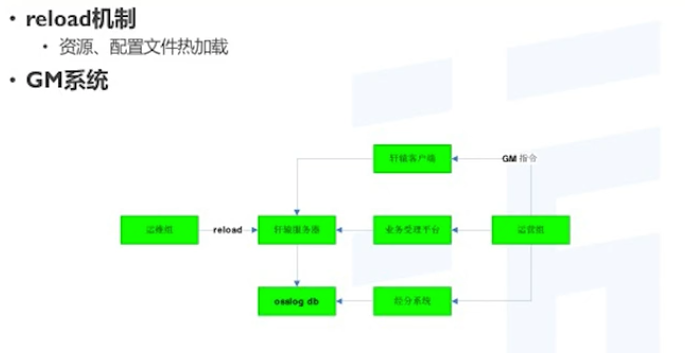 reload机制
资源、配置文件热加载
GM系统
轩辕客户端
GM 指令
运维组
reload
轩辕服务器
业务受理平台
运营组
osslog db
经分系统